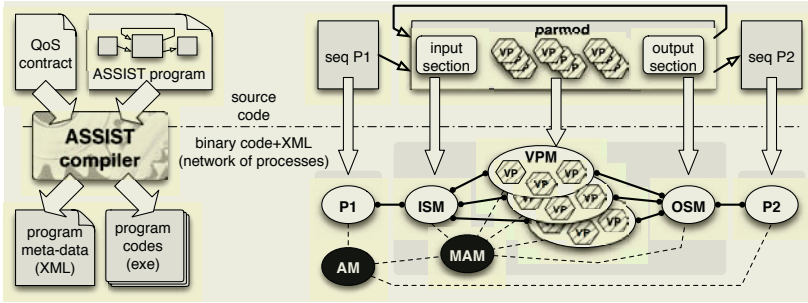 QoS
contract
ASSIST program
ASSIST
compiler
program
meta-data
(XML)
program
codes
(exe)
source
code
binary code+XML
(network of processes)
seq P1
parmod
input
section
VP
VP
VP
output
section
seq P2
VPM
VP
VP
VP
VP
VP
VP
VP
VP
P1
ISM
OSM
P2
AM
MAM